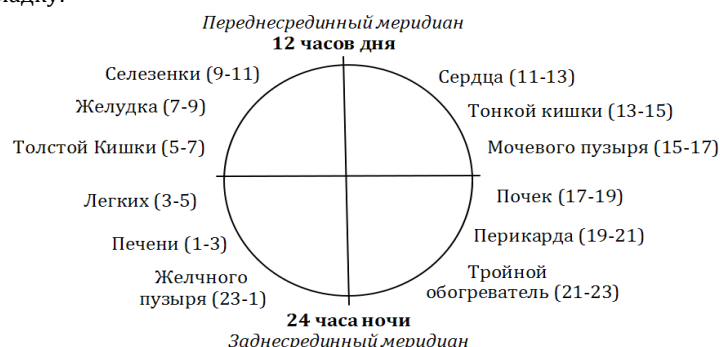 Переднесрединный меридиан
12 часов дня
Селезенки (9-11)
Сердца (11-13)
Желудка (7-9)
Тонкой кишки (13-15)
Толстой Кишки (5-7)
Мочевого пузыря (15-17)
Легких (3-5)
Почек (17-19)
Печени (1-3)
Перикарда (19-21)
Желчного
пузыря (23-1)
Тройной
обогреватель (21-23)
24 часа ночи
Заднесрединный меридиан